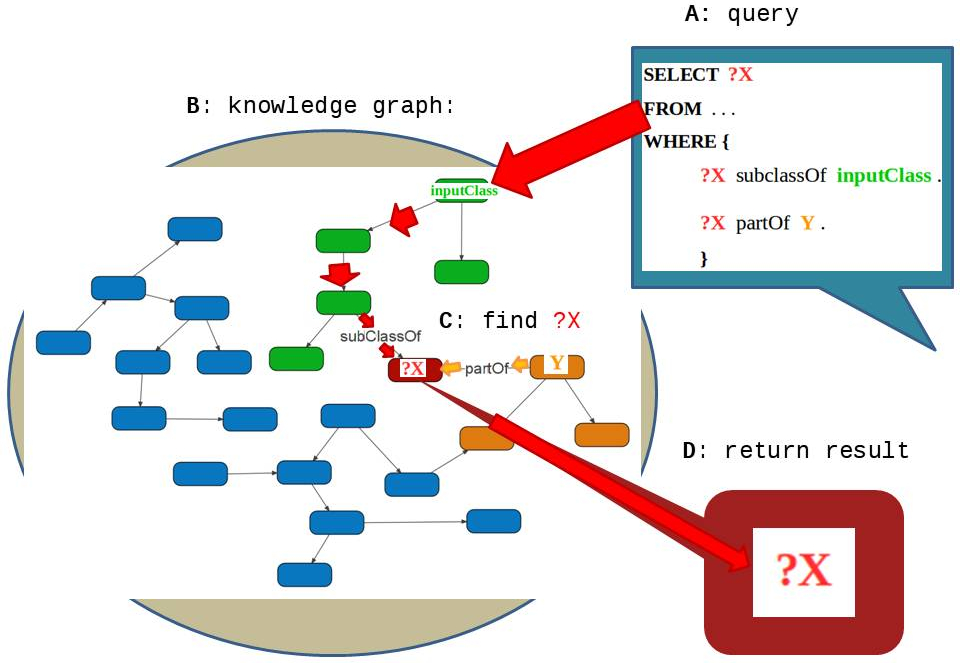 A: query
SELECT ?X
FROM ...
WHERE {
?X subclassOf inputClass .
?X partOf Y .
}
B: knowledge graph:
inputClass
C: find ?X
subClassOf
?X
partOf
Y
D: return result
?X